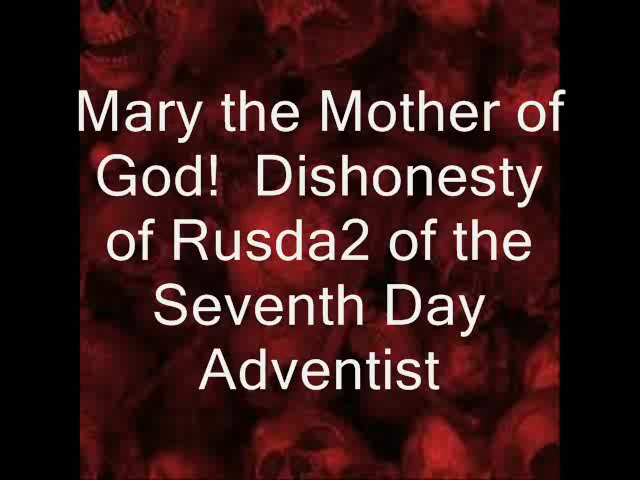 Mary the Mother of
God!  Dishonesty
of Rusda2 of the
Seventh Day
Adventist